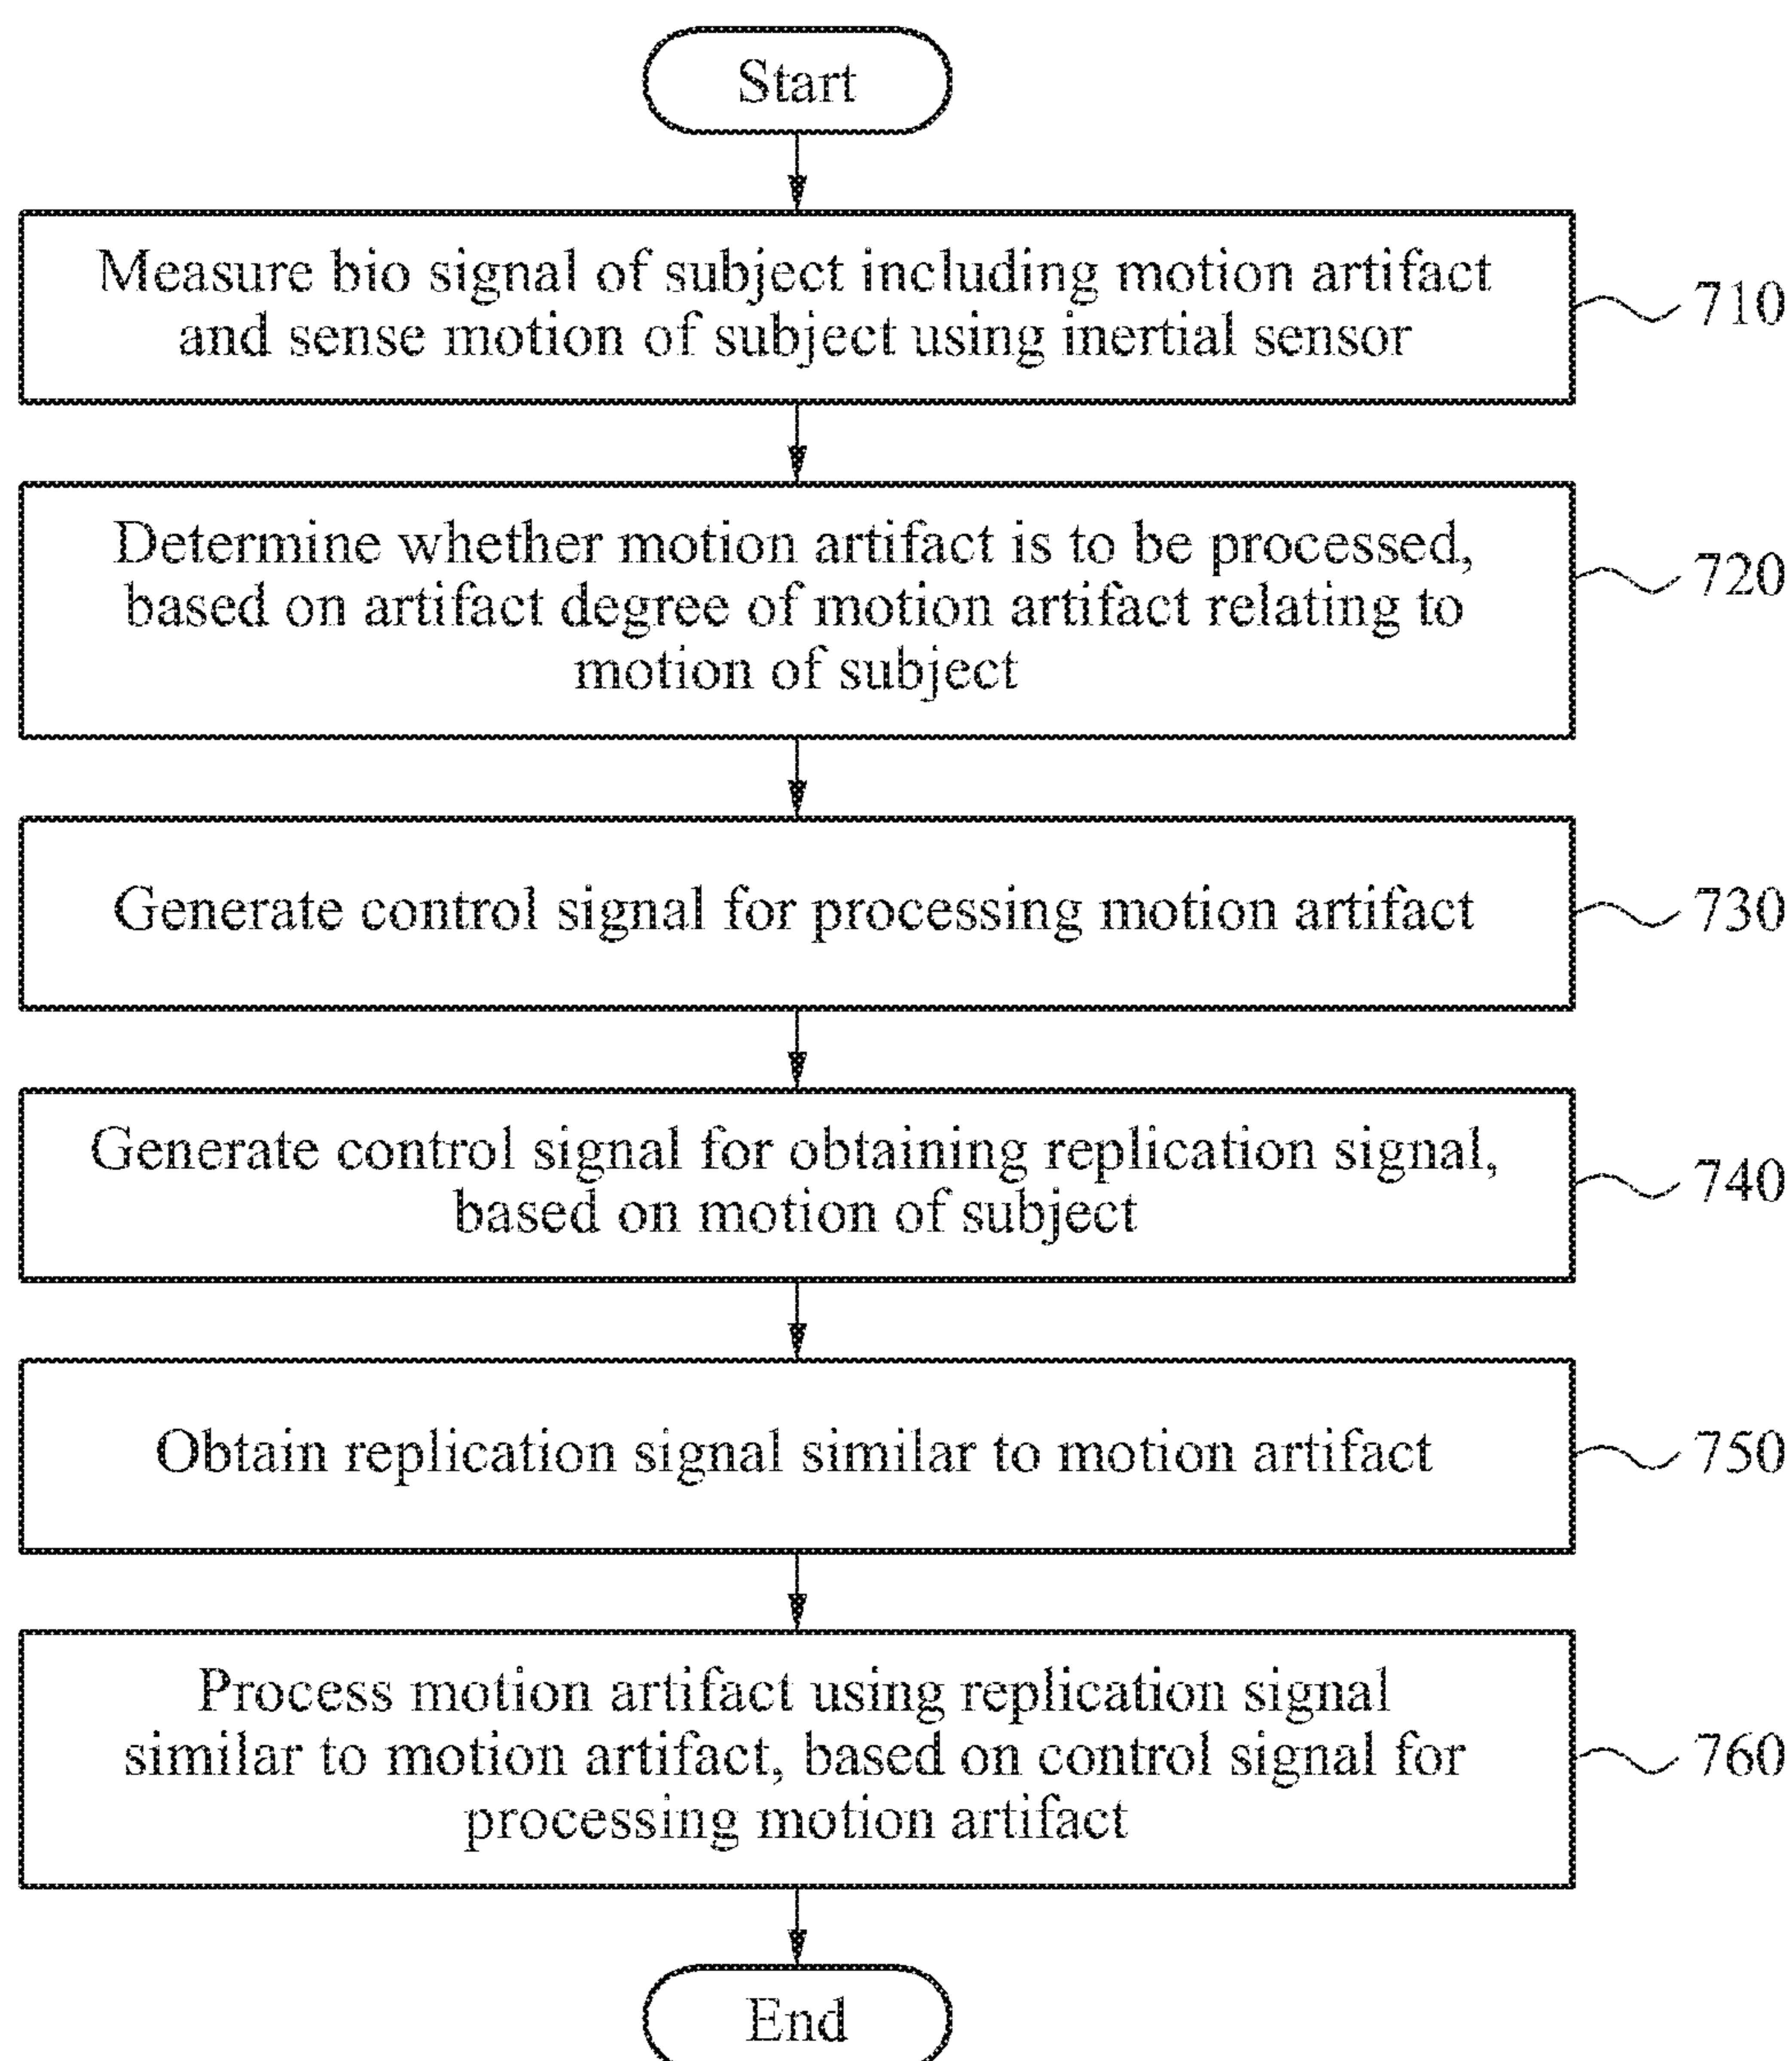 Start
Measure bio signal of subject including motion artifact
and sense motion of subject using inertial sensor
710
Determine whether motion artifact is to be processed,
based on artifact degree of motion artifact relating to
motion of subject
720
Generate control signal for processing motion artifact
730
Generate control signal for obtaining replication signal,
based on motion of subject
740
Obtain replication signal similar to motion artifact
750
Process motion artifact using replication signal
similar to motion artifact, based on control signal for
processing motion artifact
760
End